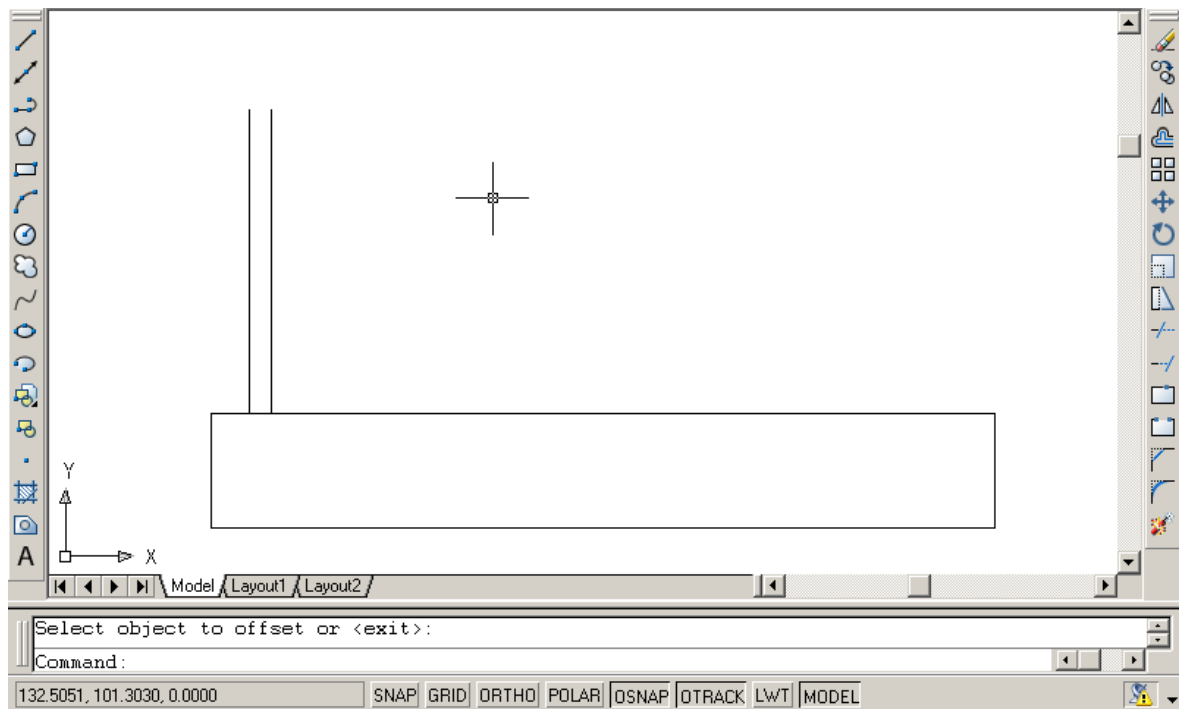 A
Y
X
Model Layout1 Layout2
Select object to offset or <exit>:
Command:
132.5051, 101.3030, 0.0000 SNAP GRID ORTHO POLAR OSNAP OTRACK LWT MODEL